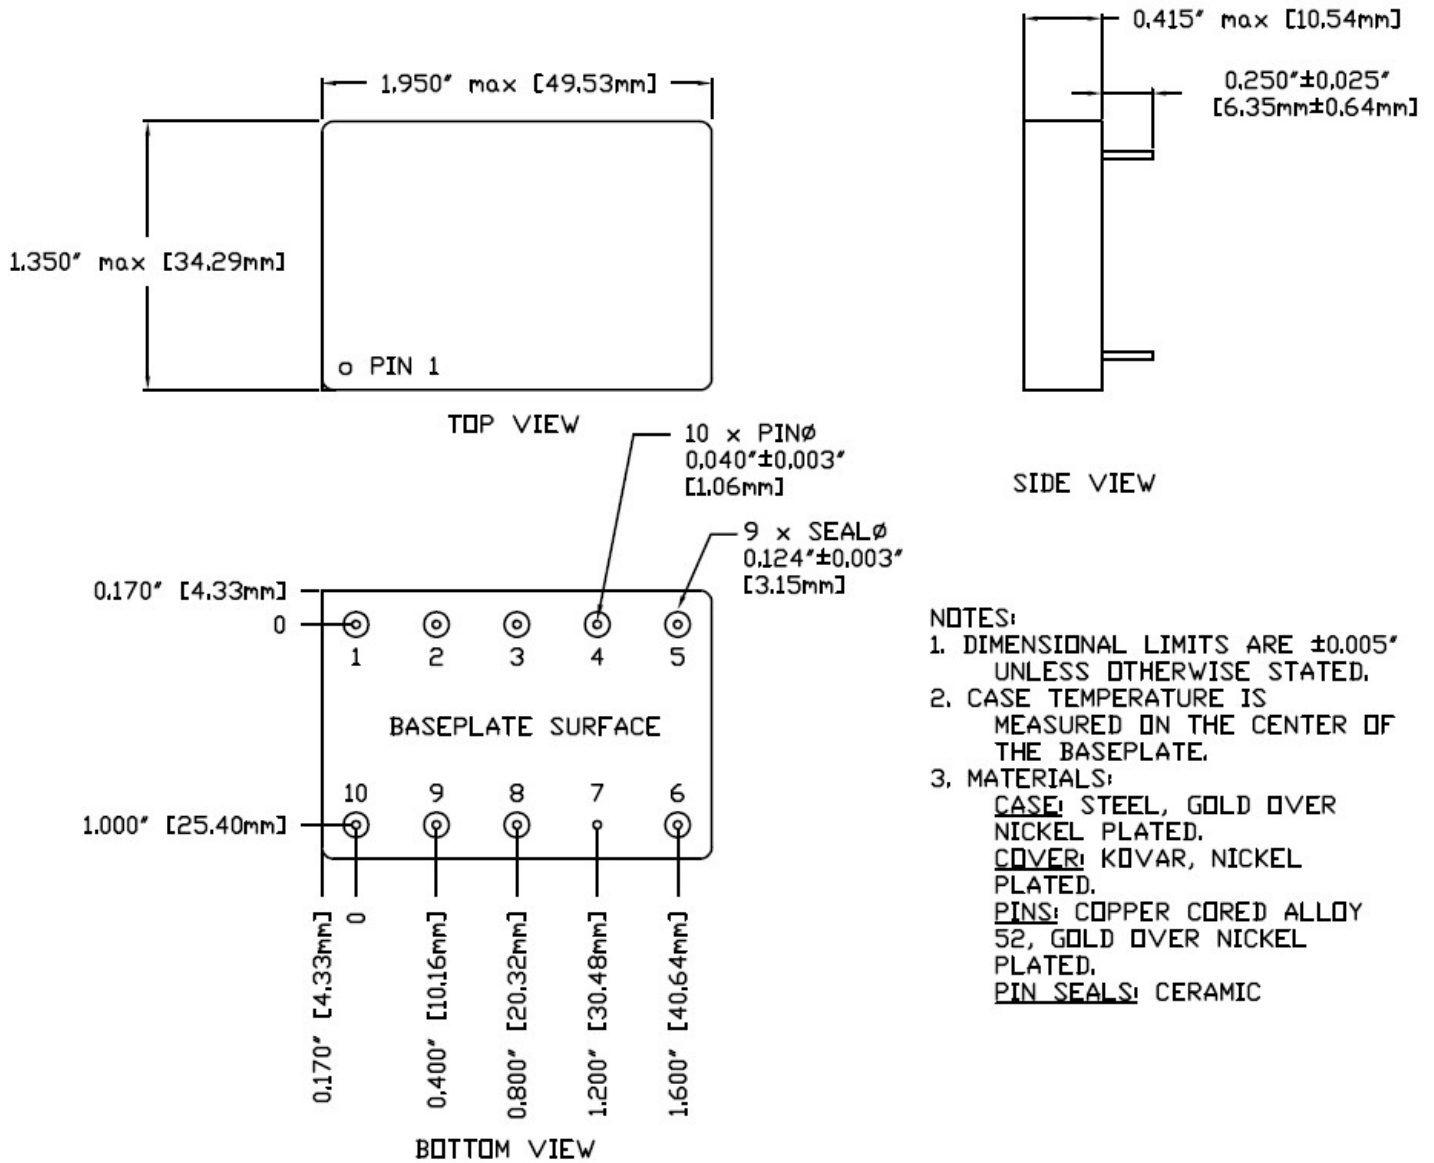 0.415″ max [10.54mm]
1.950″ max [49.53mm]
0.250″±0.025″
[6.35mm±0.64mm]
1.350″ max [34.29mm]
PIN 1
TOP VIEW
SIDE VIEW
10 x PINø
0.040″±0.003″
[1.06mm]
9 x SEALø
0.124″±0.003″
[3.15mm]
0.170″ [4.33mm]
0
1 2 3 4 5
BASEPLATE SURFACE
10 9 8 7 6
1.000″ [25.40mm]
0.170″ [4.33mm]
0
0.400″ [10.16mm]
0.800″ [20.32mm]
1.200″ [30.48mm]
1.600″ [40.64mm]
BOTTOM VIEW
NOTES:
1. DIMENSIONAL LIMITS ARE ±0.005″
UNLESS OTHERWISE STATED.
2. CASE TEMPERATURE IS
MEASURED ON THE CENTER OF
THE BASEPLATE.
3. MATERIALS:
CASE: STEEL, GOLD OVER
NICKEL PLATED.
COVER: KOVAR, NICKEL
PLATED.
PINS: COPPER CORED ALLOY
52, GOLD OVER NICKEL
PLATED.
PIN SEALS: CERAMIC